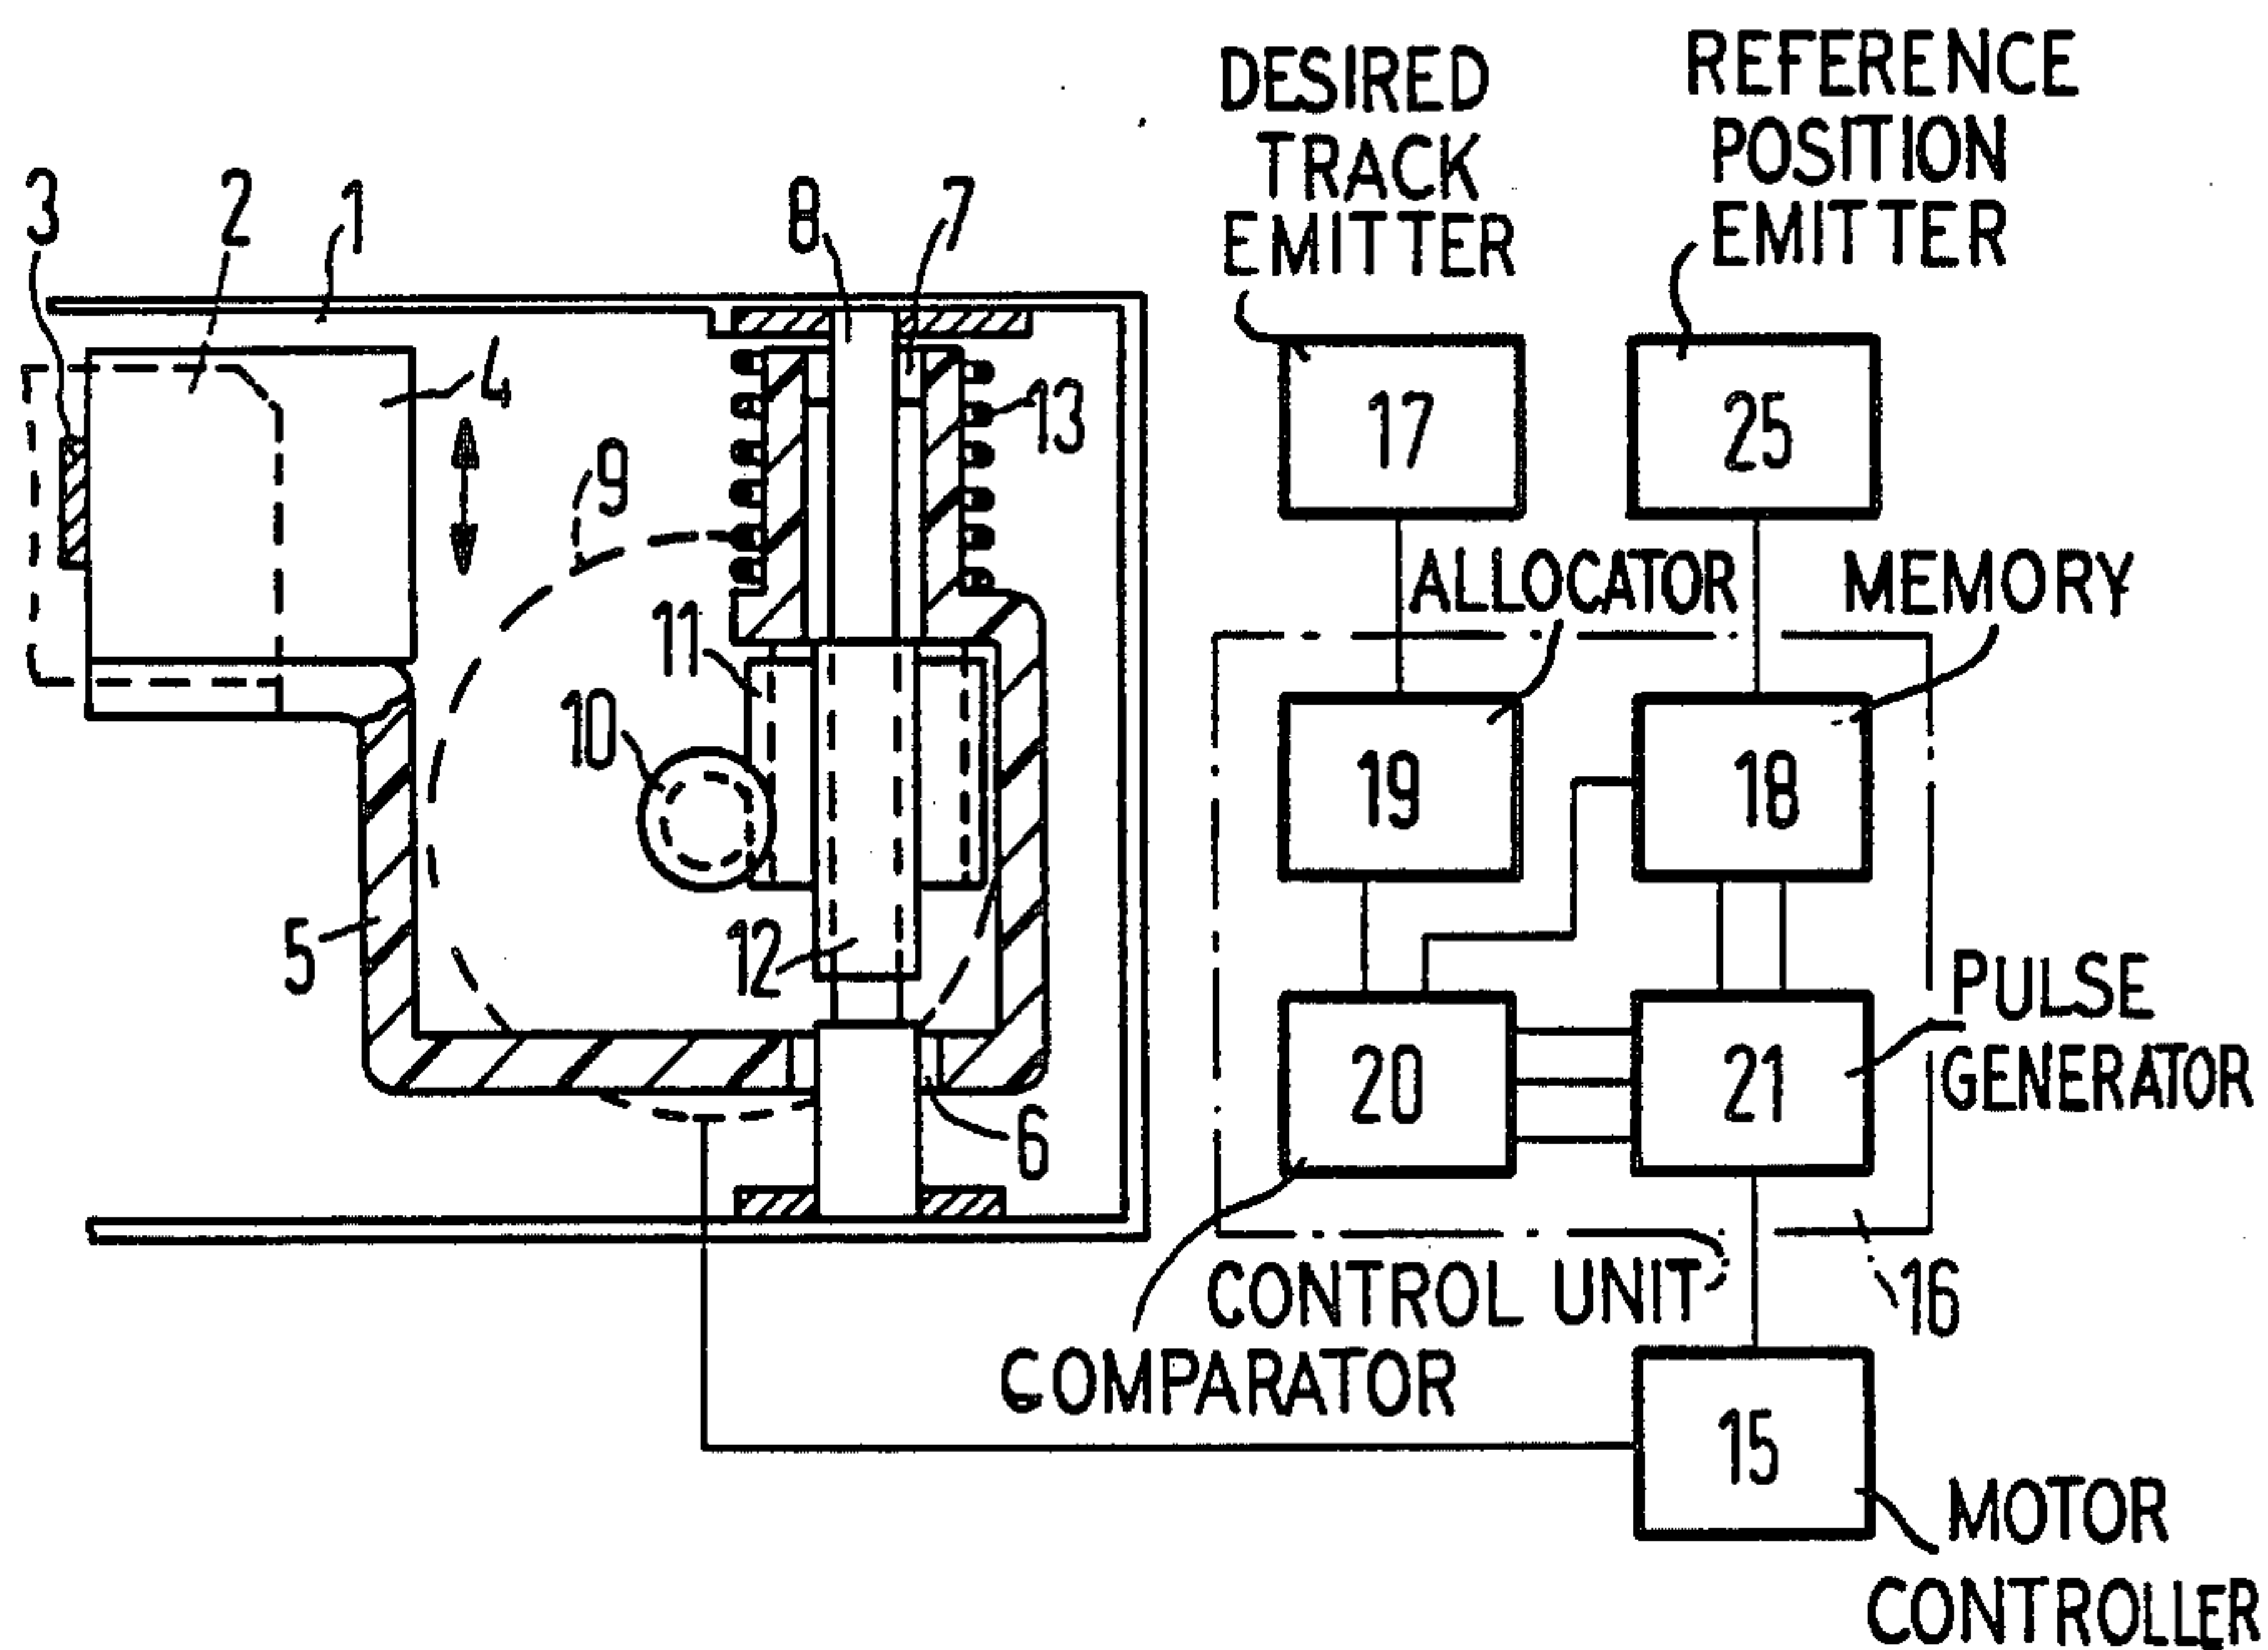 DESIRED
TRACK
EMITTER
REFERENCE
POSITION
EMITTER
3
2
1
8
7
4
13
9
17
25
ALLOCATOR
MEMORY
11
10
19
18
5
12
PULSE
GENERATOR
20
21
6
CONTROL UNIT
16
COMPARATOR
15
MOTOR
CONTROLLER